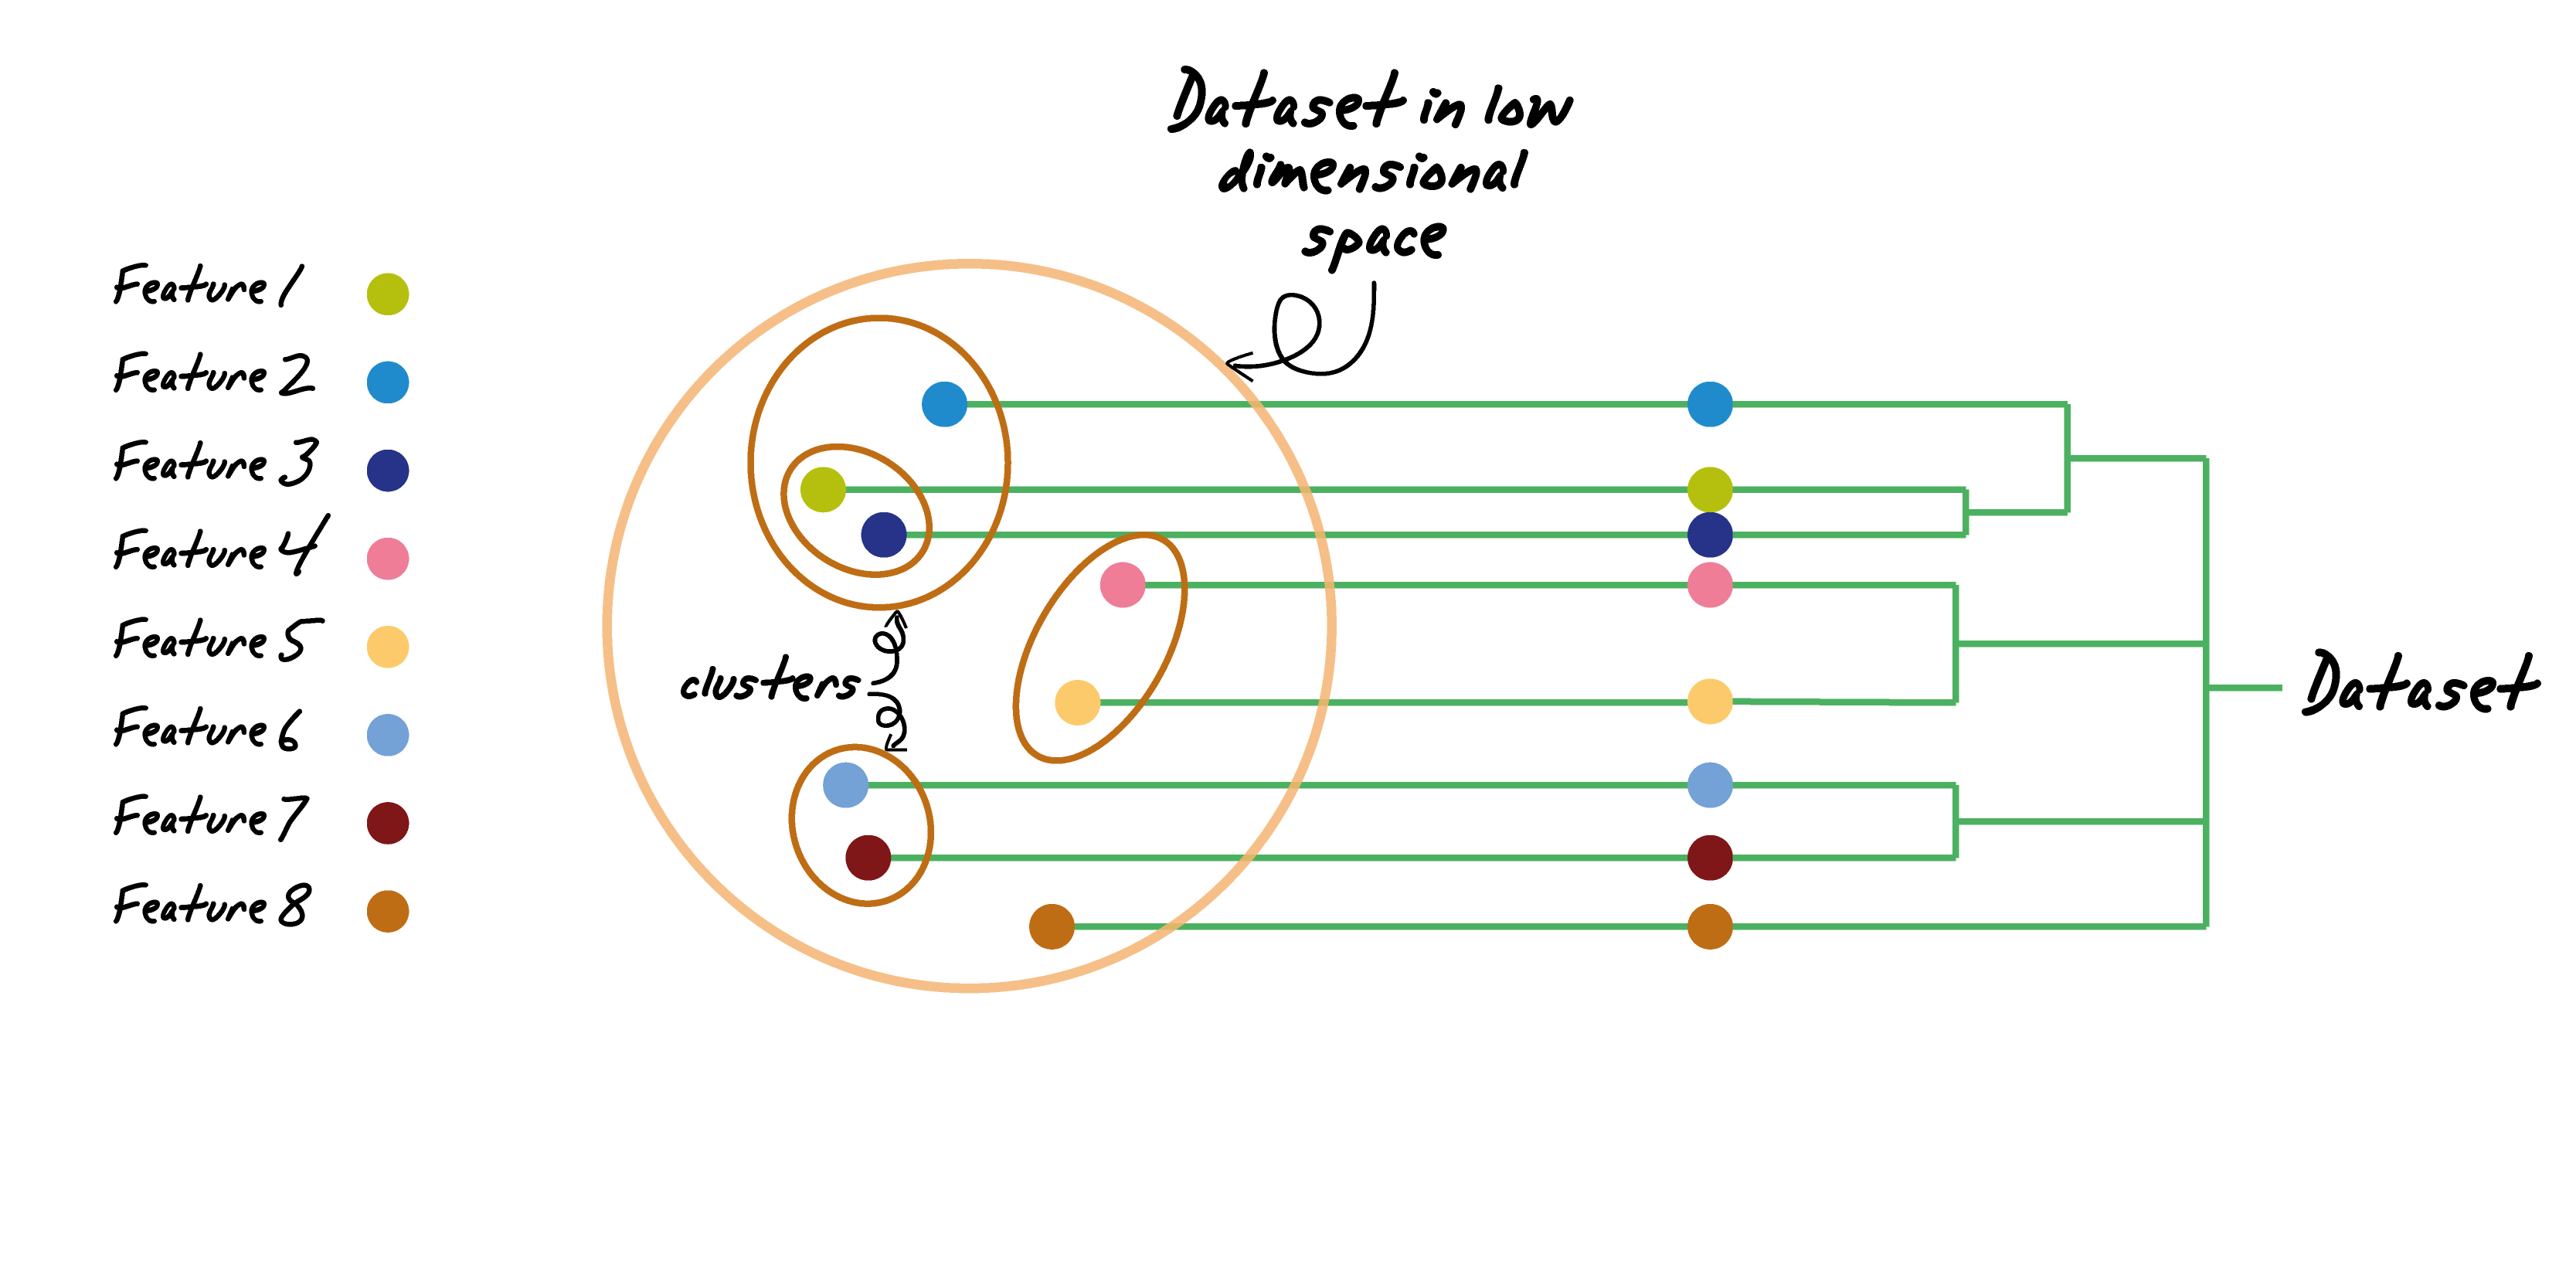 Dataset in low
dimensional
space
Feature 1
Feature 2
Feature 3
Feature 4
Feature 5
Feature 6
Feature 7
Feature 8
clusters
Dataset